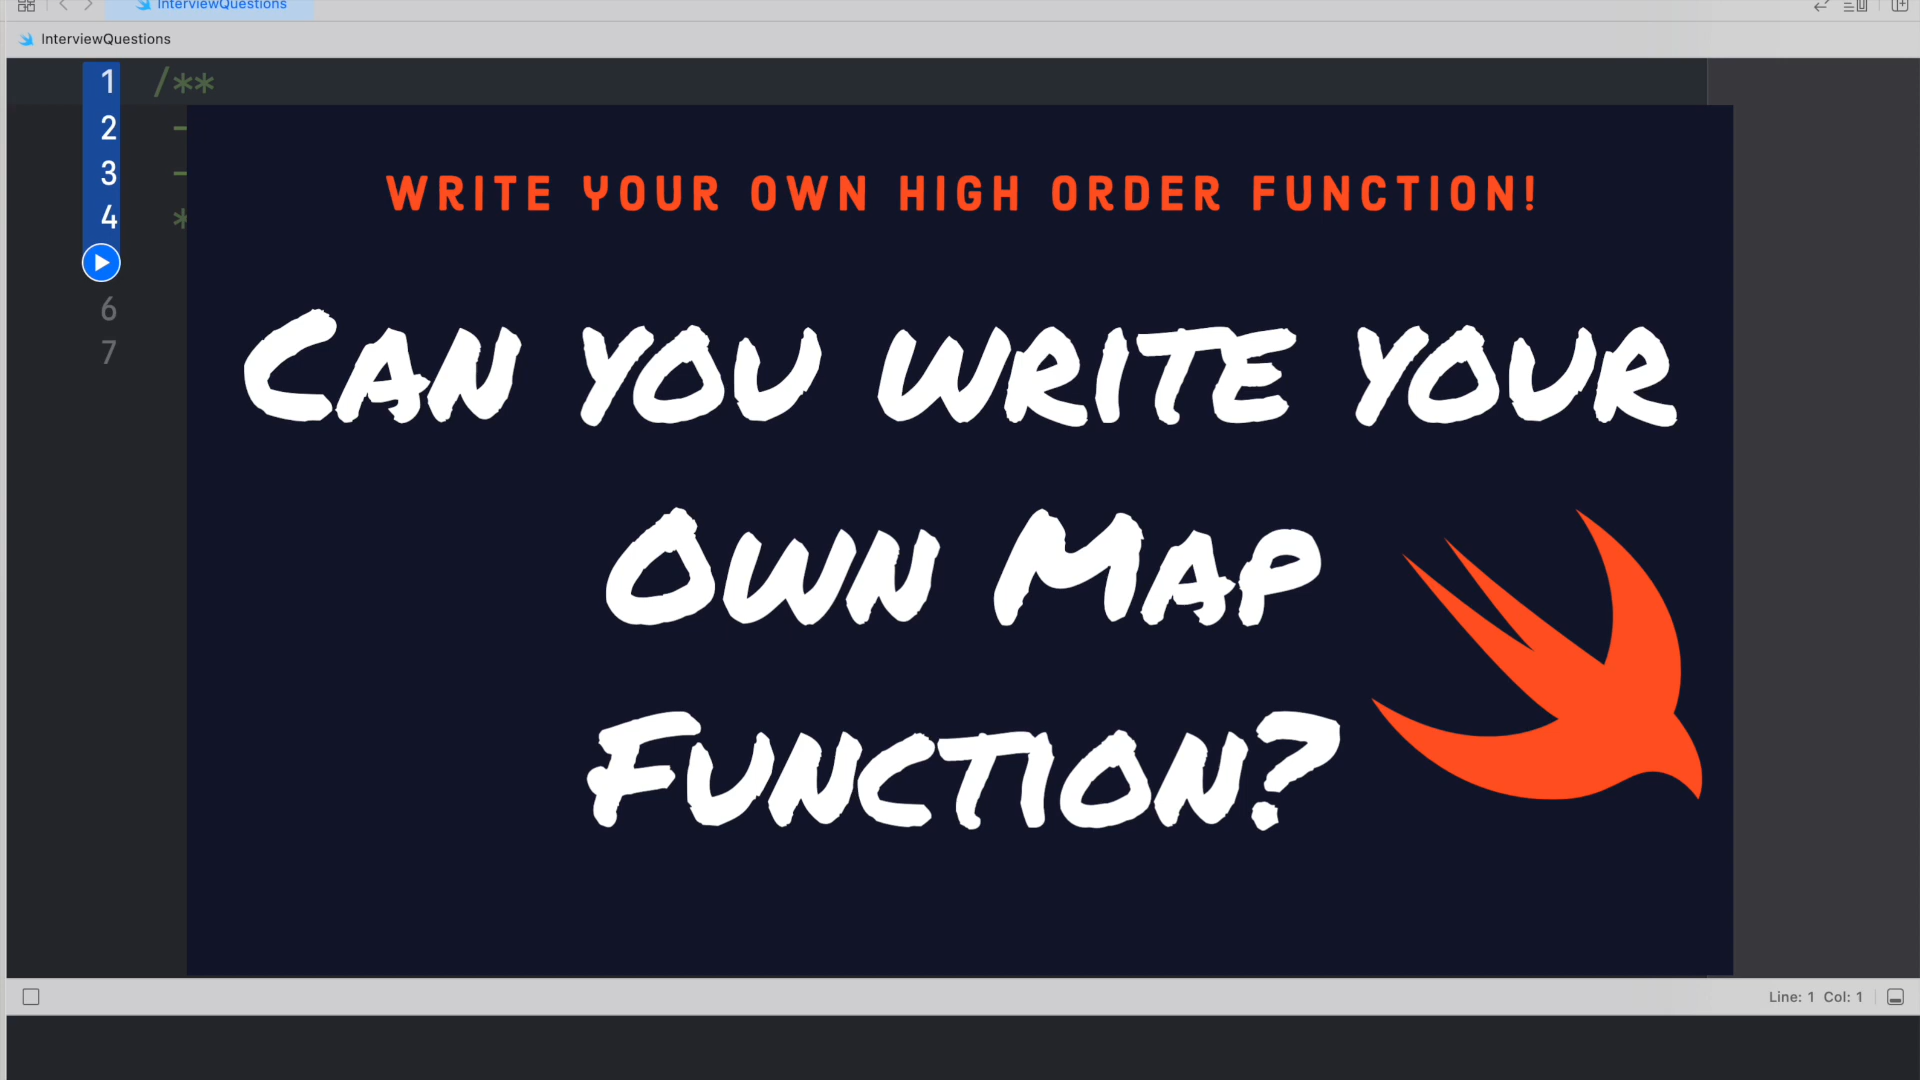 InterviewQuestions
InterviewQuestions
1 /**
2 -
3 -
4 *
6
7
WRITE YOUR OWN HIGH ORDER FUNCTION!
CAN YOU WRITE YOUR
OWN MAP
FUNCTION?
Line: 1 Col: 1